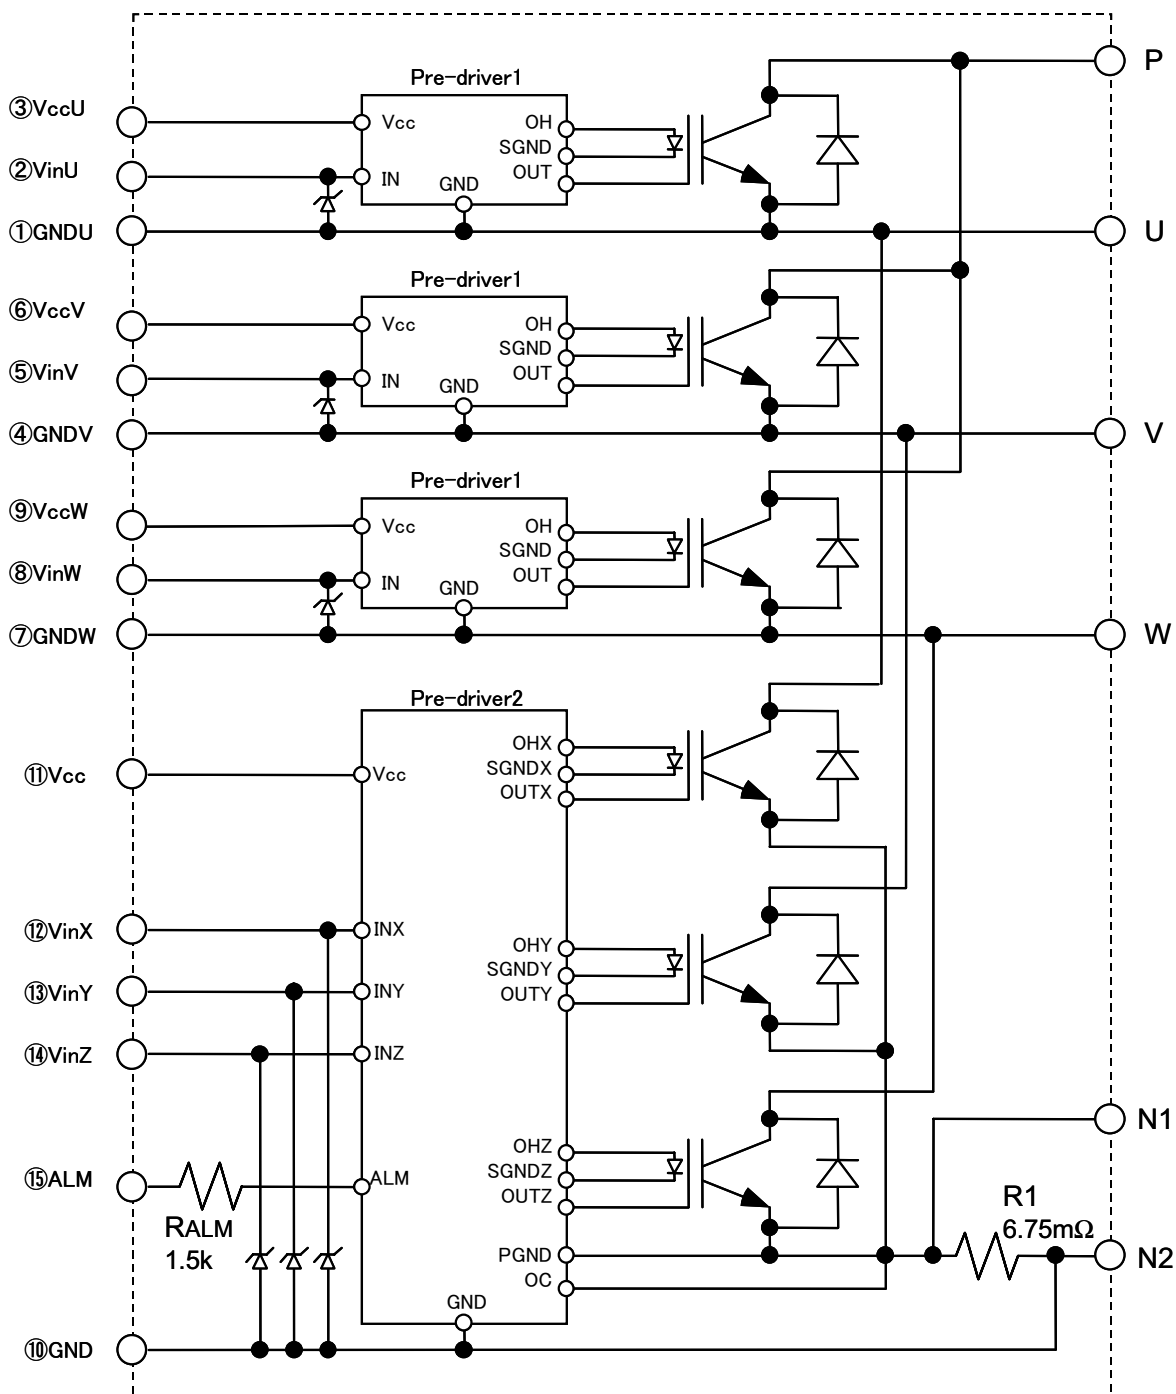 Pre-driver1
P
③VccU
Vcc
OH
SGND
②VinU
IN
GND
OUT
①GNDU
U
Pre-driver1
⑥VccV
Vcc
OH
SGND
⑤VinV
IN
GND
OUT
④GNDV
V
Pre-driver1
⑨VccW
Vcc
OH
SGND
⑧VinW
IN
GND
OUT
⑦GNDW
W
Pre-driver2
OHX
⑪Vcc
Vcc
SGNDX
OUTX
⑫VinX
INX
OHY
SGNDY
⑬VinY
INY
OUTY
⑭VinZ
INZ
N1
OHZ
⑮ALM
ALM
SGNDZ
OUTZ
R1
RALM
6.75mΩ
1.5k
PGND
N2
OC
GND
⑩GND